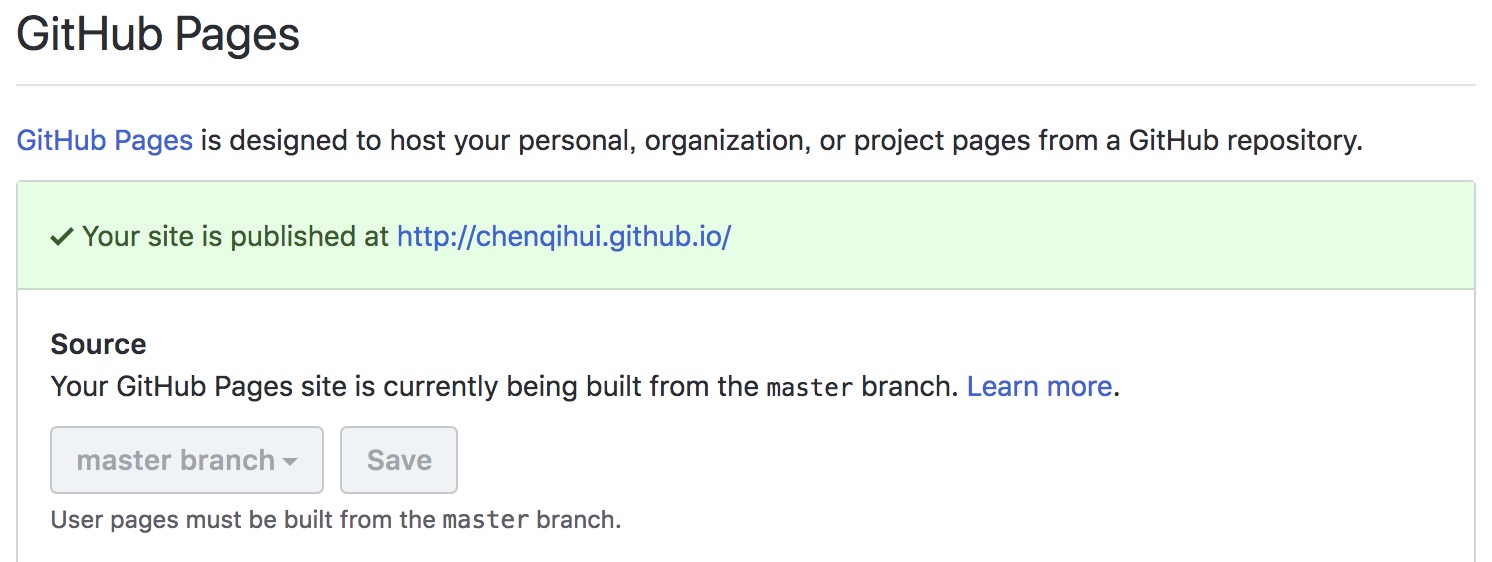 GitHub Pages
GitHub Pages is designed to host your personal, organization, or project pages from a GitHub repository.
✓ Your site is published at http://chenqihui.github.io/
Source
Your GitHub Pages site is currently being built from the master branch. Learn more.
master branch
Save
User pages must be built from the master branch.